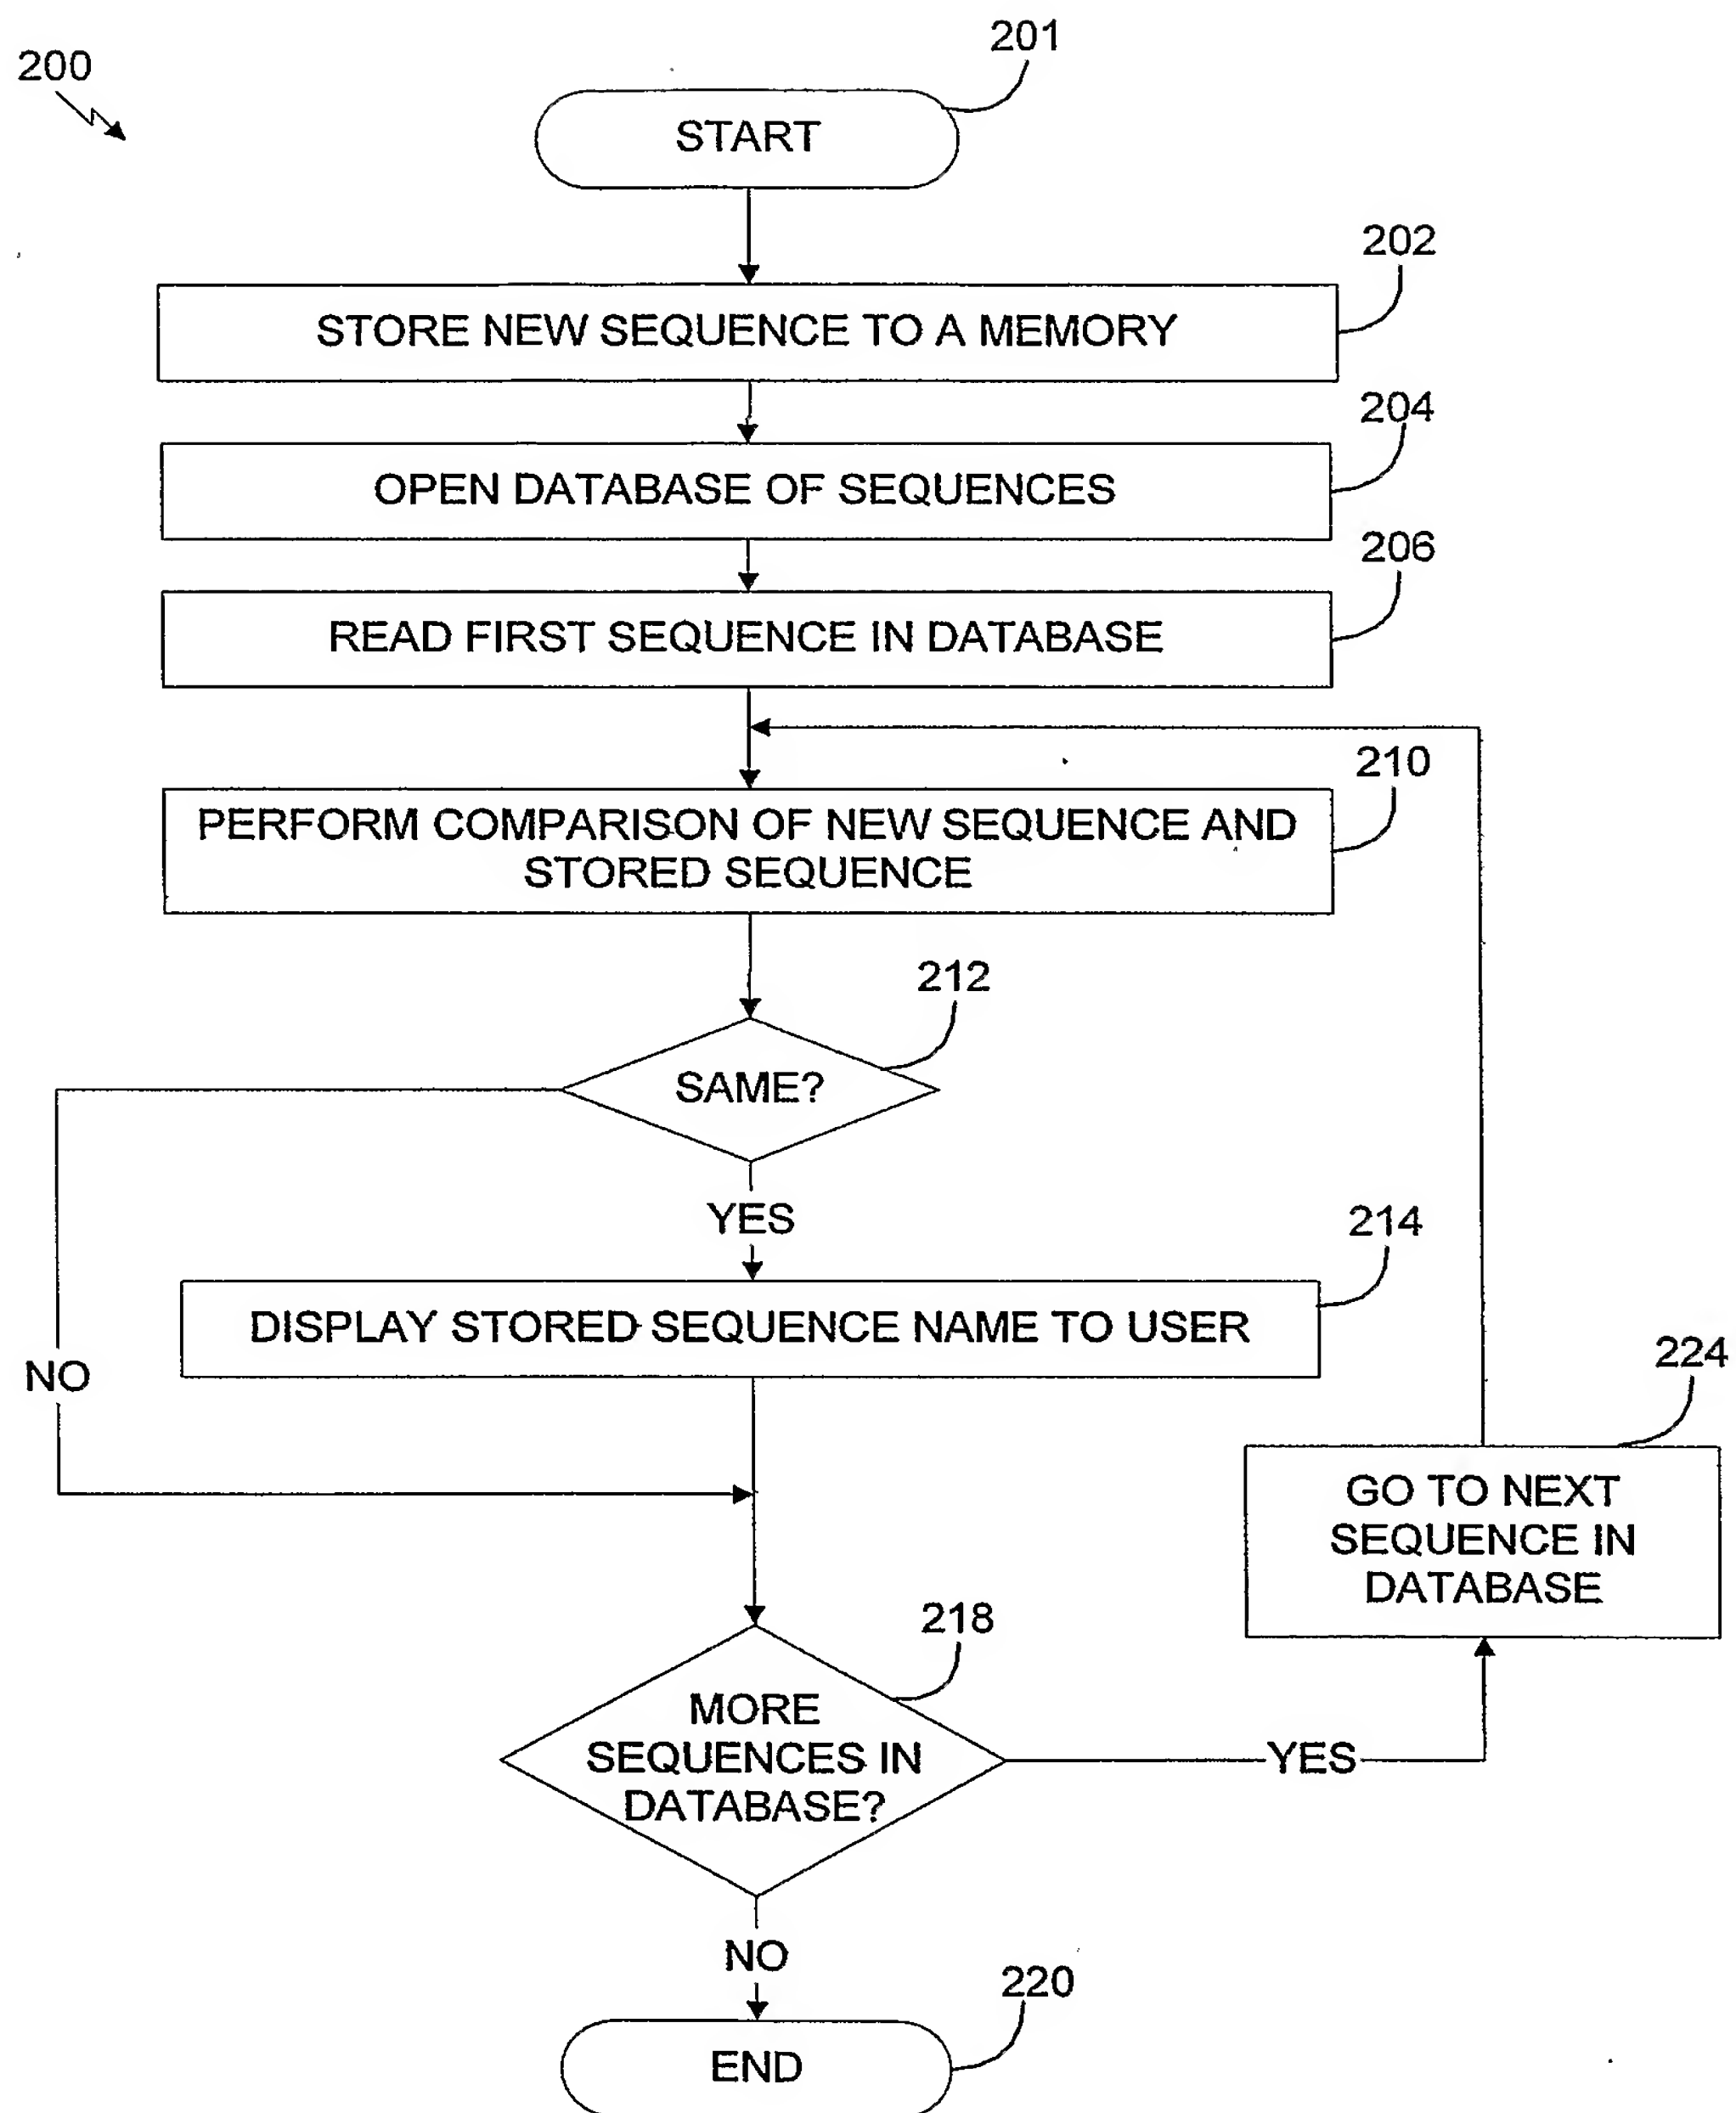 200
201
START
202
STORE NEW SEQUENCE TO A MEMORY
204
OPEN DATABASE OF SEQUENCES
206
READ FIRST SEQUENCE IN DATABASE
210
PERFORM COMPARISON OF NEW SEQUENCE AND
STORED SEQUENCE
212
SAME?
YES
214
DISPLAY STORED SEQUENCE NAME TO USER
NO
224
GO TO NEXT
SEQUENCE IN
DATABASE
218
MORE
SEQUENCES IN
DATABASE?
YES
NO
220
END